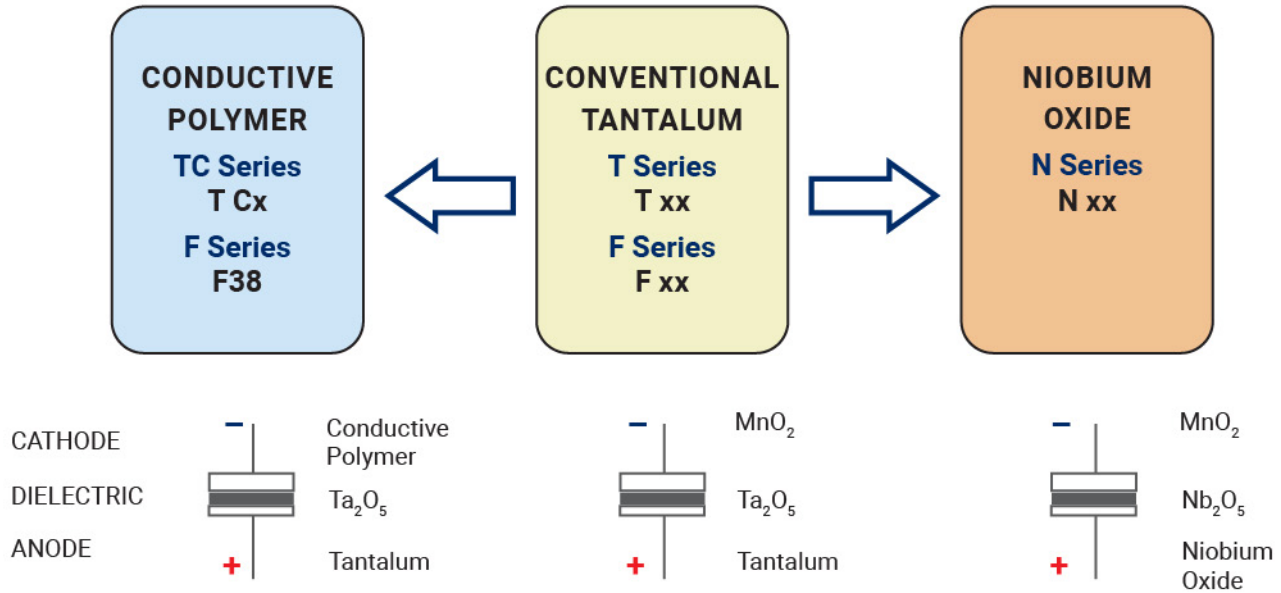 CONDUCTIVE
POLYMER
TC Series
T Cx
F Series
F38
CONVENTIONAL
TANTALUM
T Series
T xx
F Series
F xx
NIOBIUM
OXIDE
N Series
N xx
CATHODE
DIELECTRIC
ANODE
−
Conductive
Polymer
Ta₂O₅
+
Tantalum
−
MnO₂
Ta₂O₅
+
Tantalum
−
MnO₂
Nb₂O₅
+
Niobium
Oxide